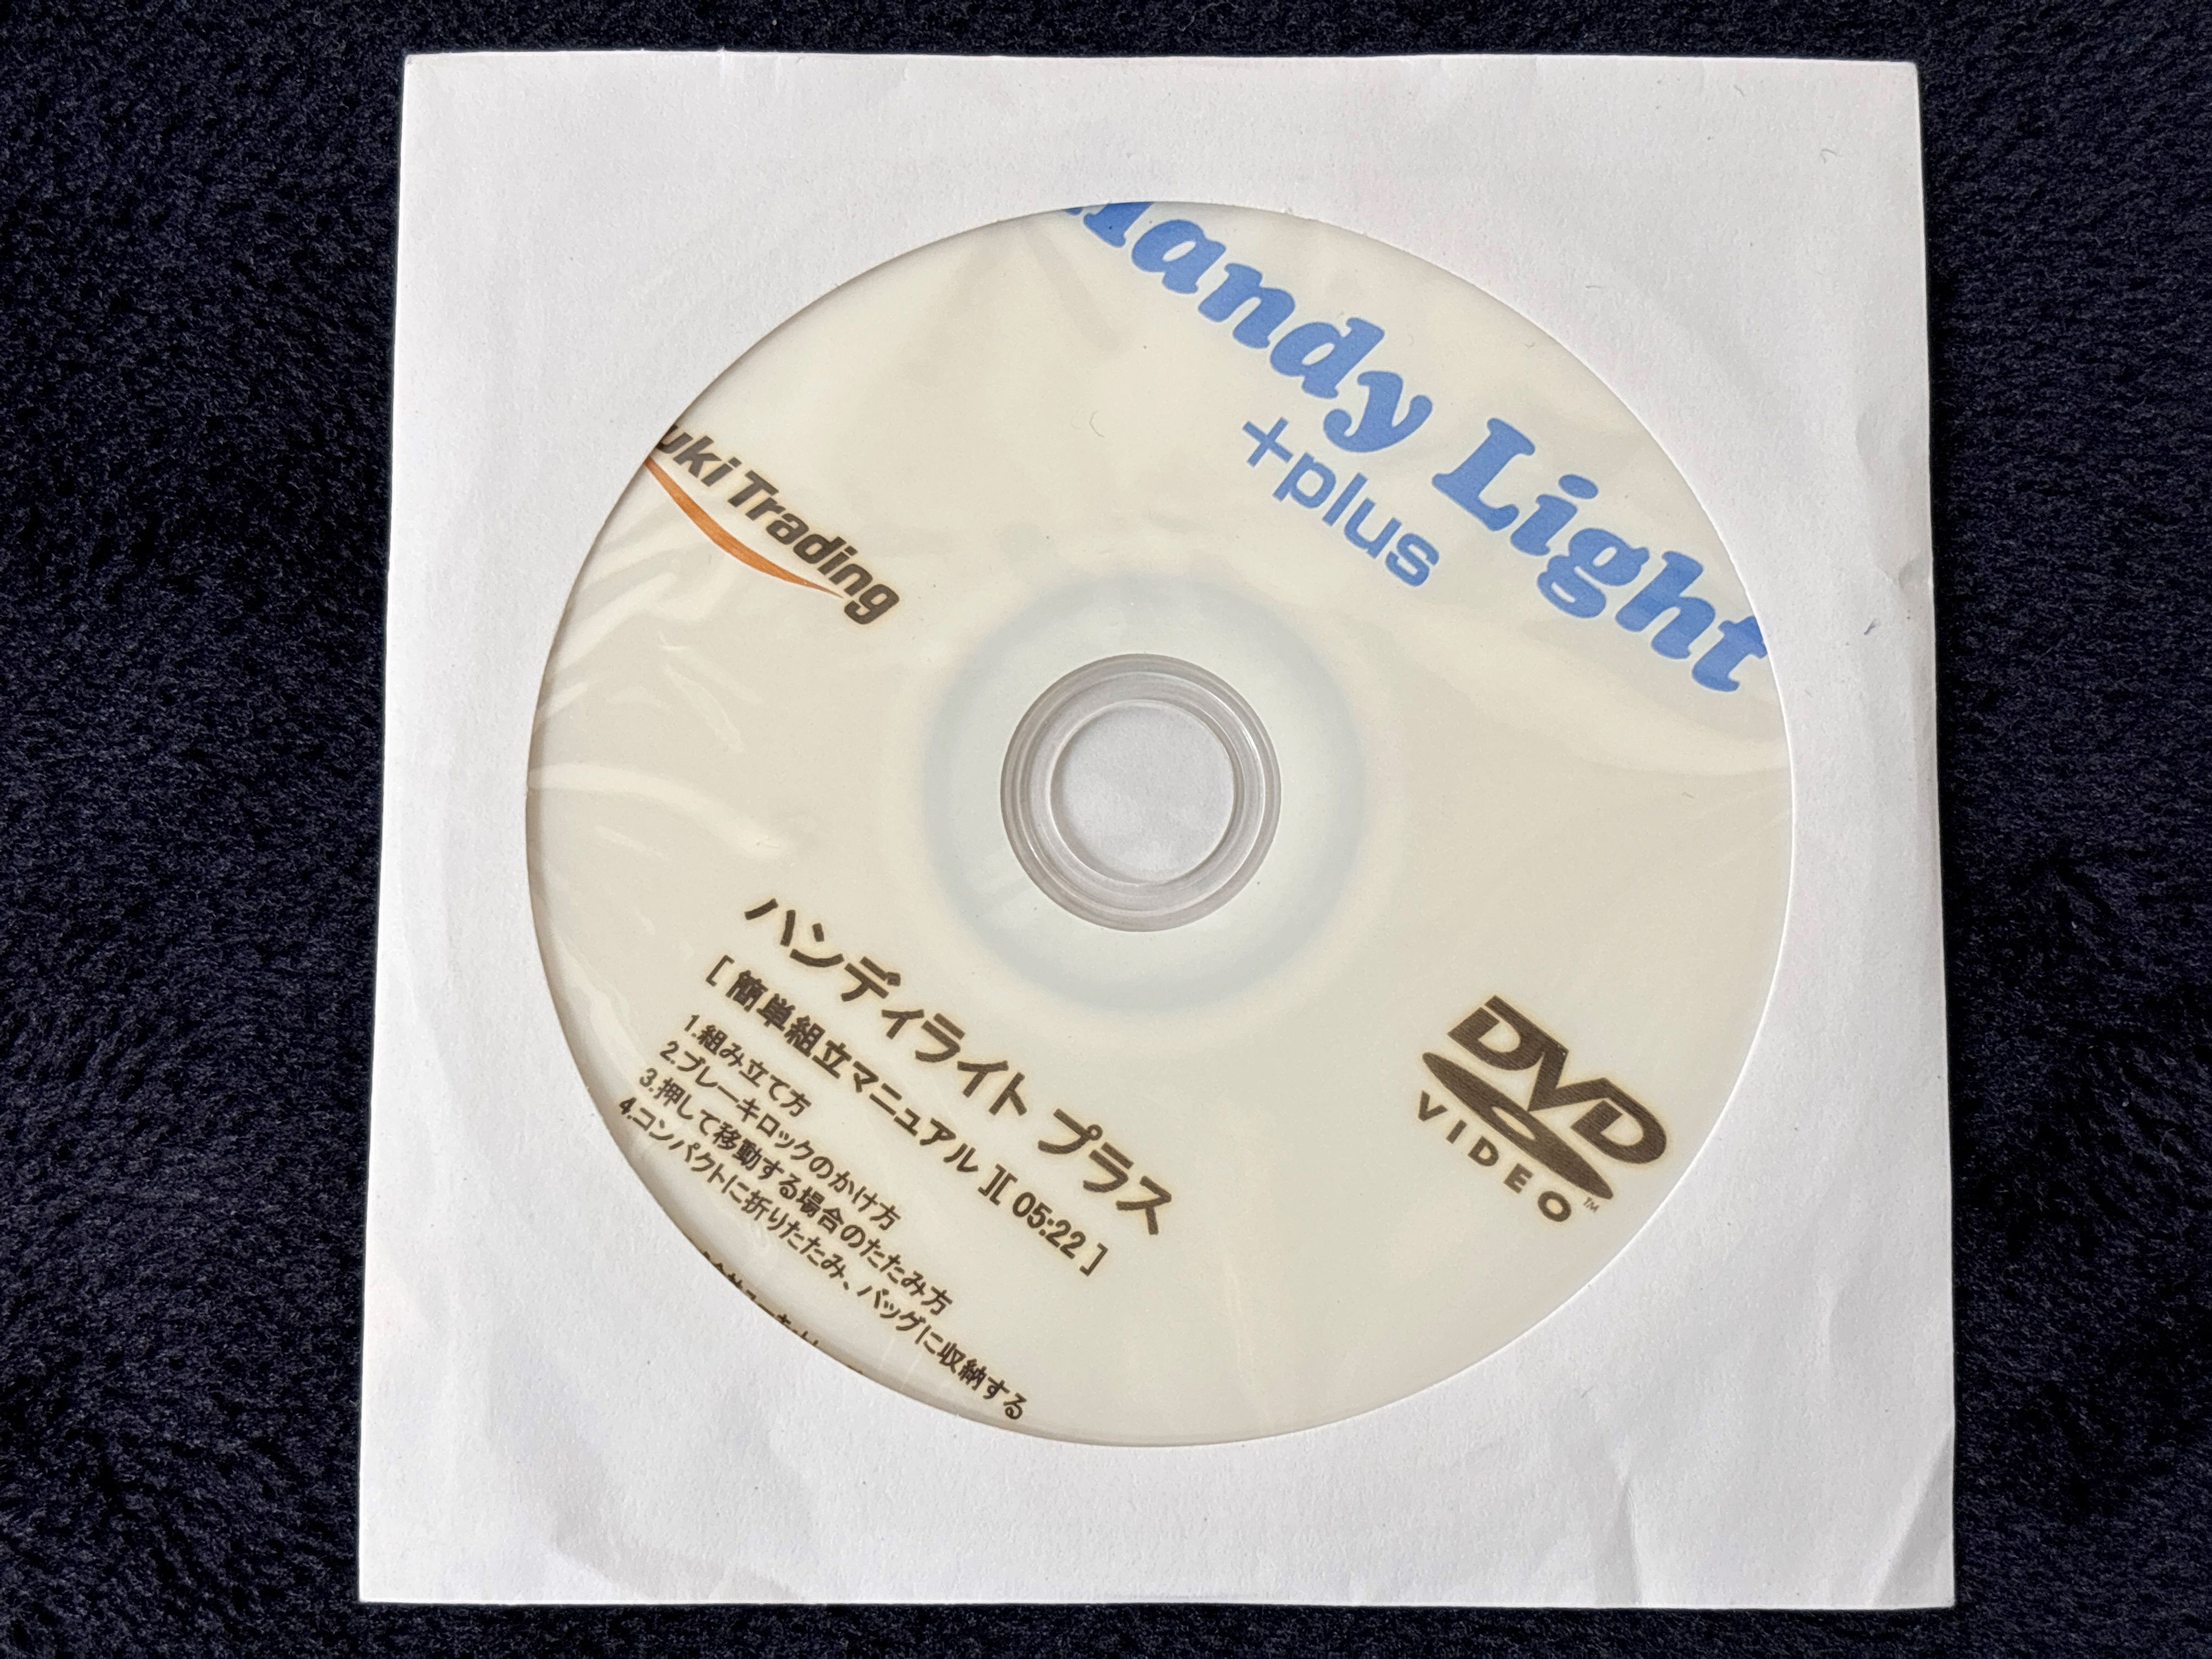 Handy Light
+plus
uki Trading
ハンディライト プラス
[ 簡単組立マニュアル ][ 05:22 ]
1.組み立て方
2.ブレーキロックのかけ方
3.押して移動する場合のたたみ方
4.コンパクトに折りたたみ、バッグに収納する
DVD
VIDEO™